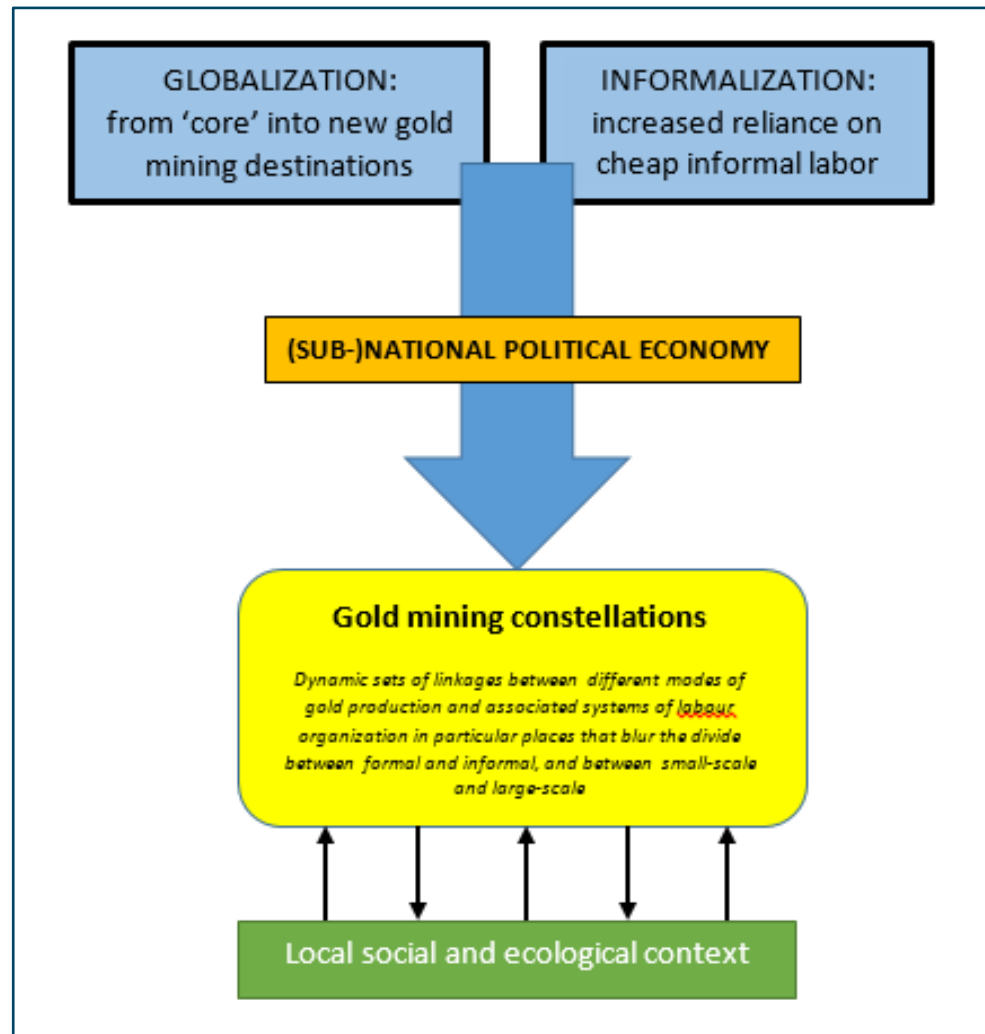 GLOBALIZATION:
from ‘core’ into new gold
mining destinations
INFORMALIZATION:
increased reliance on
cheap informal labor
(SUB-)NATIONAL POLITICAL ECONOMY
Gold mining constellations
Dynamic sets of linkages between different modes of
gold production and associated systems of labour
organization in particular places that blur the divide
between formal and informal, and between small-scale
and large-scale
Local social and ecological context